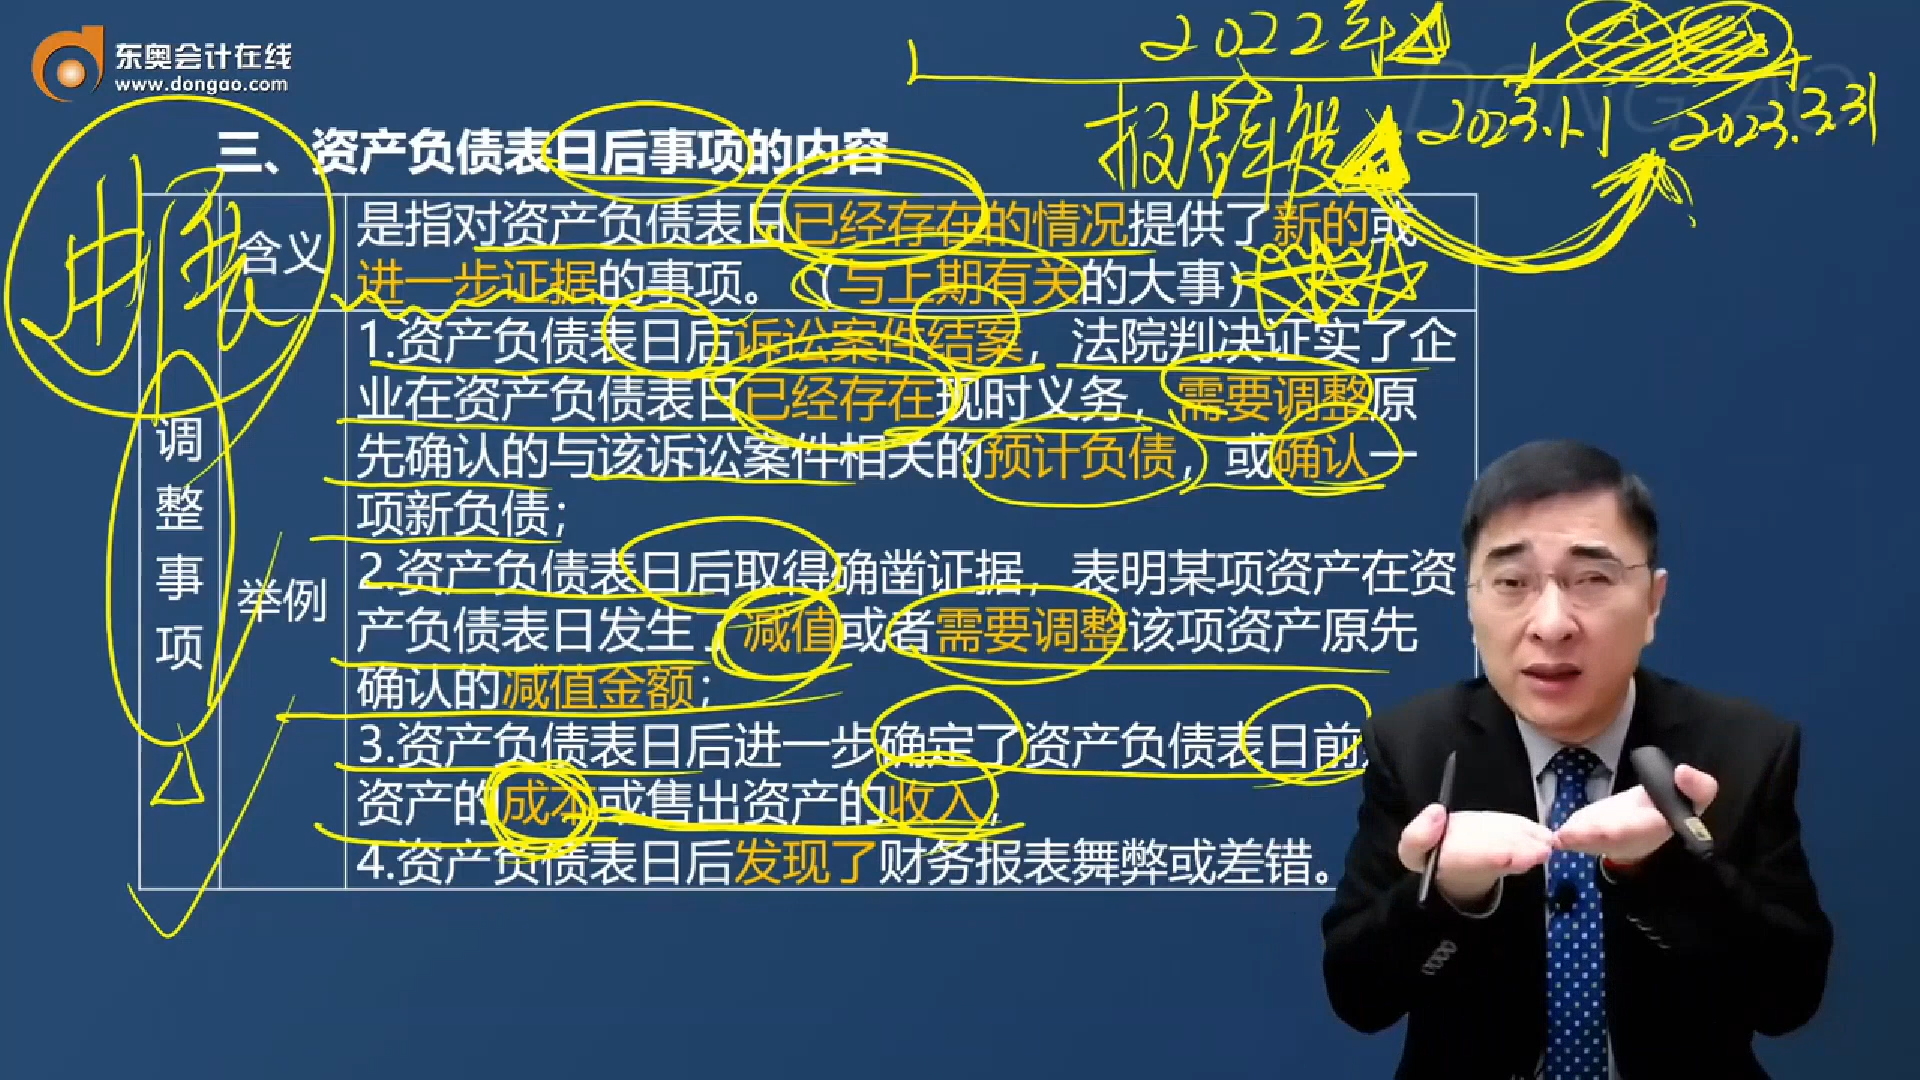 东奥会计在线
www.dongao.com
2022年
报告年度
2023.1.1
2023.3.31
三、资产负债表日后事项的内容
调整事项
含义
是指对资产负债表日已经存在的情况提供了新的或
进一步证据的事项。（与上期有关的大事）
举例
1.资产负债表日后诉讼案件结案，法院判决证实了企
业在资产负债表日已经存在现时义务，需要调整原
先确认的与该诉讼案件相关的预计负债，或确认一
项新负债；
2.资产负债表日后取得确凿证据，表明某项资产在资
产负债表日发生了减值或者需要调整该项资产原先
确认的减值金额；
3.资产负债表日后进一步确定了资产负债表日前
资产的成本或售出资产的收入；
4.资产负债表日后发现了财务报表舞弊或差错。